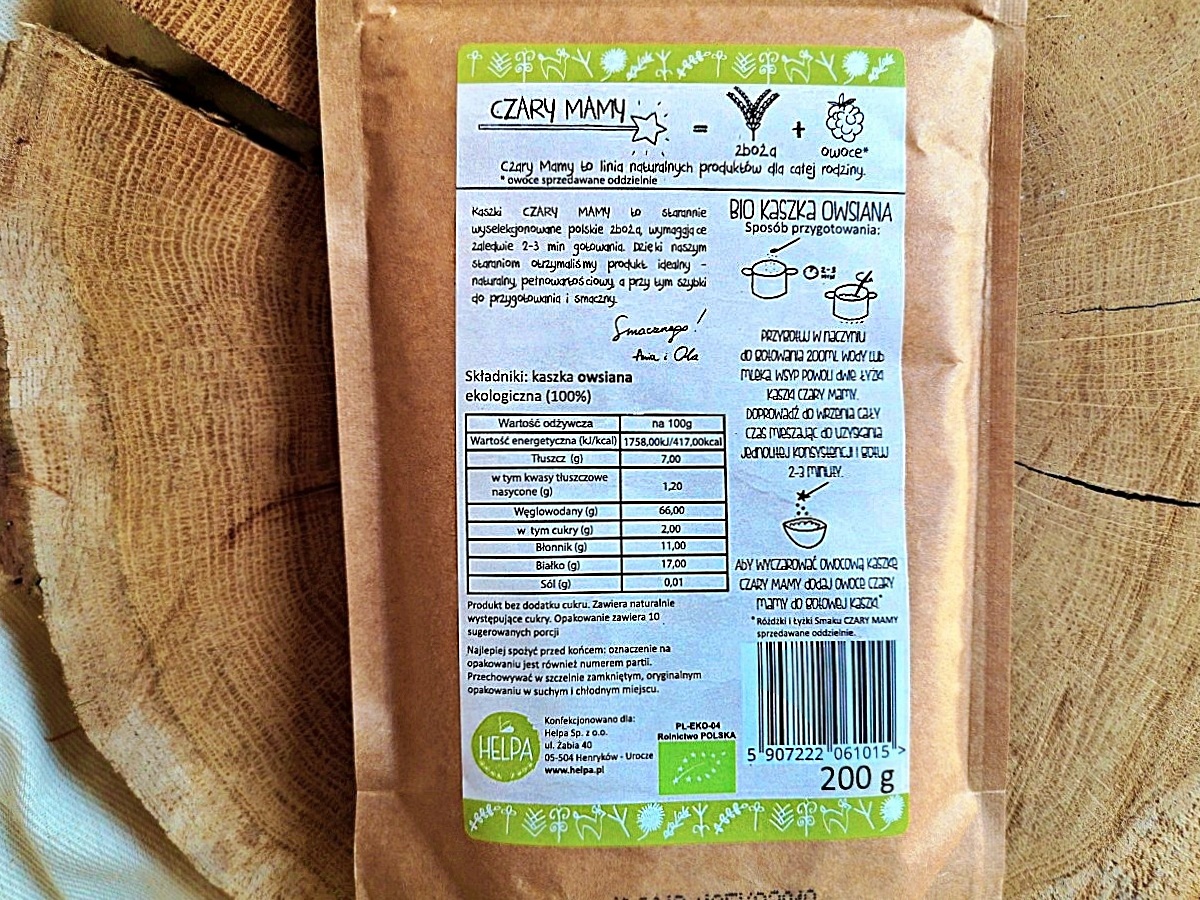 CZARY MAMY = zboża + owoce*
Czary Mamy to linia naturalnych produktów dla całej rodziny.
* owoce sprzedawane oddzielnie
Kaszki CZARY MAMY to starannie
wyselekcjonowane polskie zboża, wymagające
zaledwie 2-3 min gotowania. Dzięki naszym
staraniom otrzymaliśmy produkt idealny -
naturalny, pełnowartościowy, a przy tym szybki
do przygotowania i smaczny.
Smacznego!
Ania i Ola
Składniki: kaszka owsiana
ekologiczna (100%)
Wartość odżywcza na 100g
Wartość energetyczna (kJ/kcal) 1758,00kJ/417,00kcal
Tłuszcz (g) 7,00
w tym kwasy tłuszczowe
nasycone (g) 1,20
Węglowodany (g) 66,00
w tym cukry (g) 2,00
Błonnik (g) 11,00
Białko (g) 17,00
Sól (g) 0,01
Produkt bez dodatku cukru. Zawiera naturalnie
występujące cukry. Opakowanie zawiera 10
sugerowanych porcji
Najlepiej spożyć przed końcem: oznaczenie na
opakowaniu jest również numerem partii.
Przechowywać w szczelnie zamkniętym, oryginalnym
opakowaniu w suchym i chłodnym miejscu.
HELPA
Konfekcjonowano dla:
Helpa Sp. z o.o.
ul. Żabia 40
05-504 Henryków - Urocze
www.helpa.pl
PL-EKO-04
Rolnictwo POLSKA
BIO KASZKA OWSIANA
Sposób przygotowania:
2-3
min
PRZYGOTUJ W NACZYNIU
DO GOTOWANIA 200ML WODY LUB
MLEKA WSYP POWOLI DWIE ŁYŻKI
KASZKI CZARY MAMY.
DOPROWADŹ DO WRZENIA CAŁY
CZAS MIESZAJĄC DO UZYSKANIA
JEDNOLITEJ KONSYSTENCJI I GOTUJ
2-3 MINUTY.
ABY WYCZAROWAĆ OWOCOWĄ KASZKĘ
CZARY MAMY DODAJ OWOCE CZARY
MAMY DO GOTOWEJ KASZKI.*
* Różdżki i Łyżki Smaku CZARY MAMY
sprzedawane oddzielnie.
5 907222 061015 >
200 g